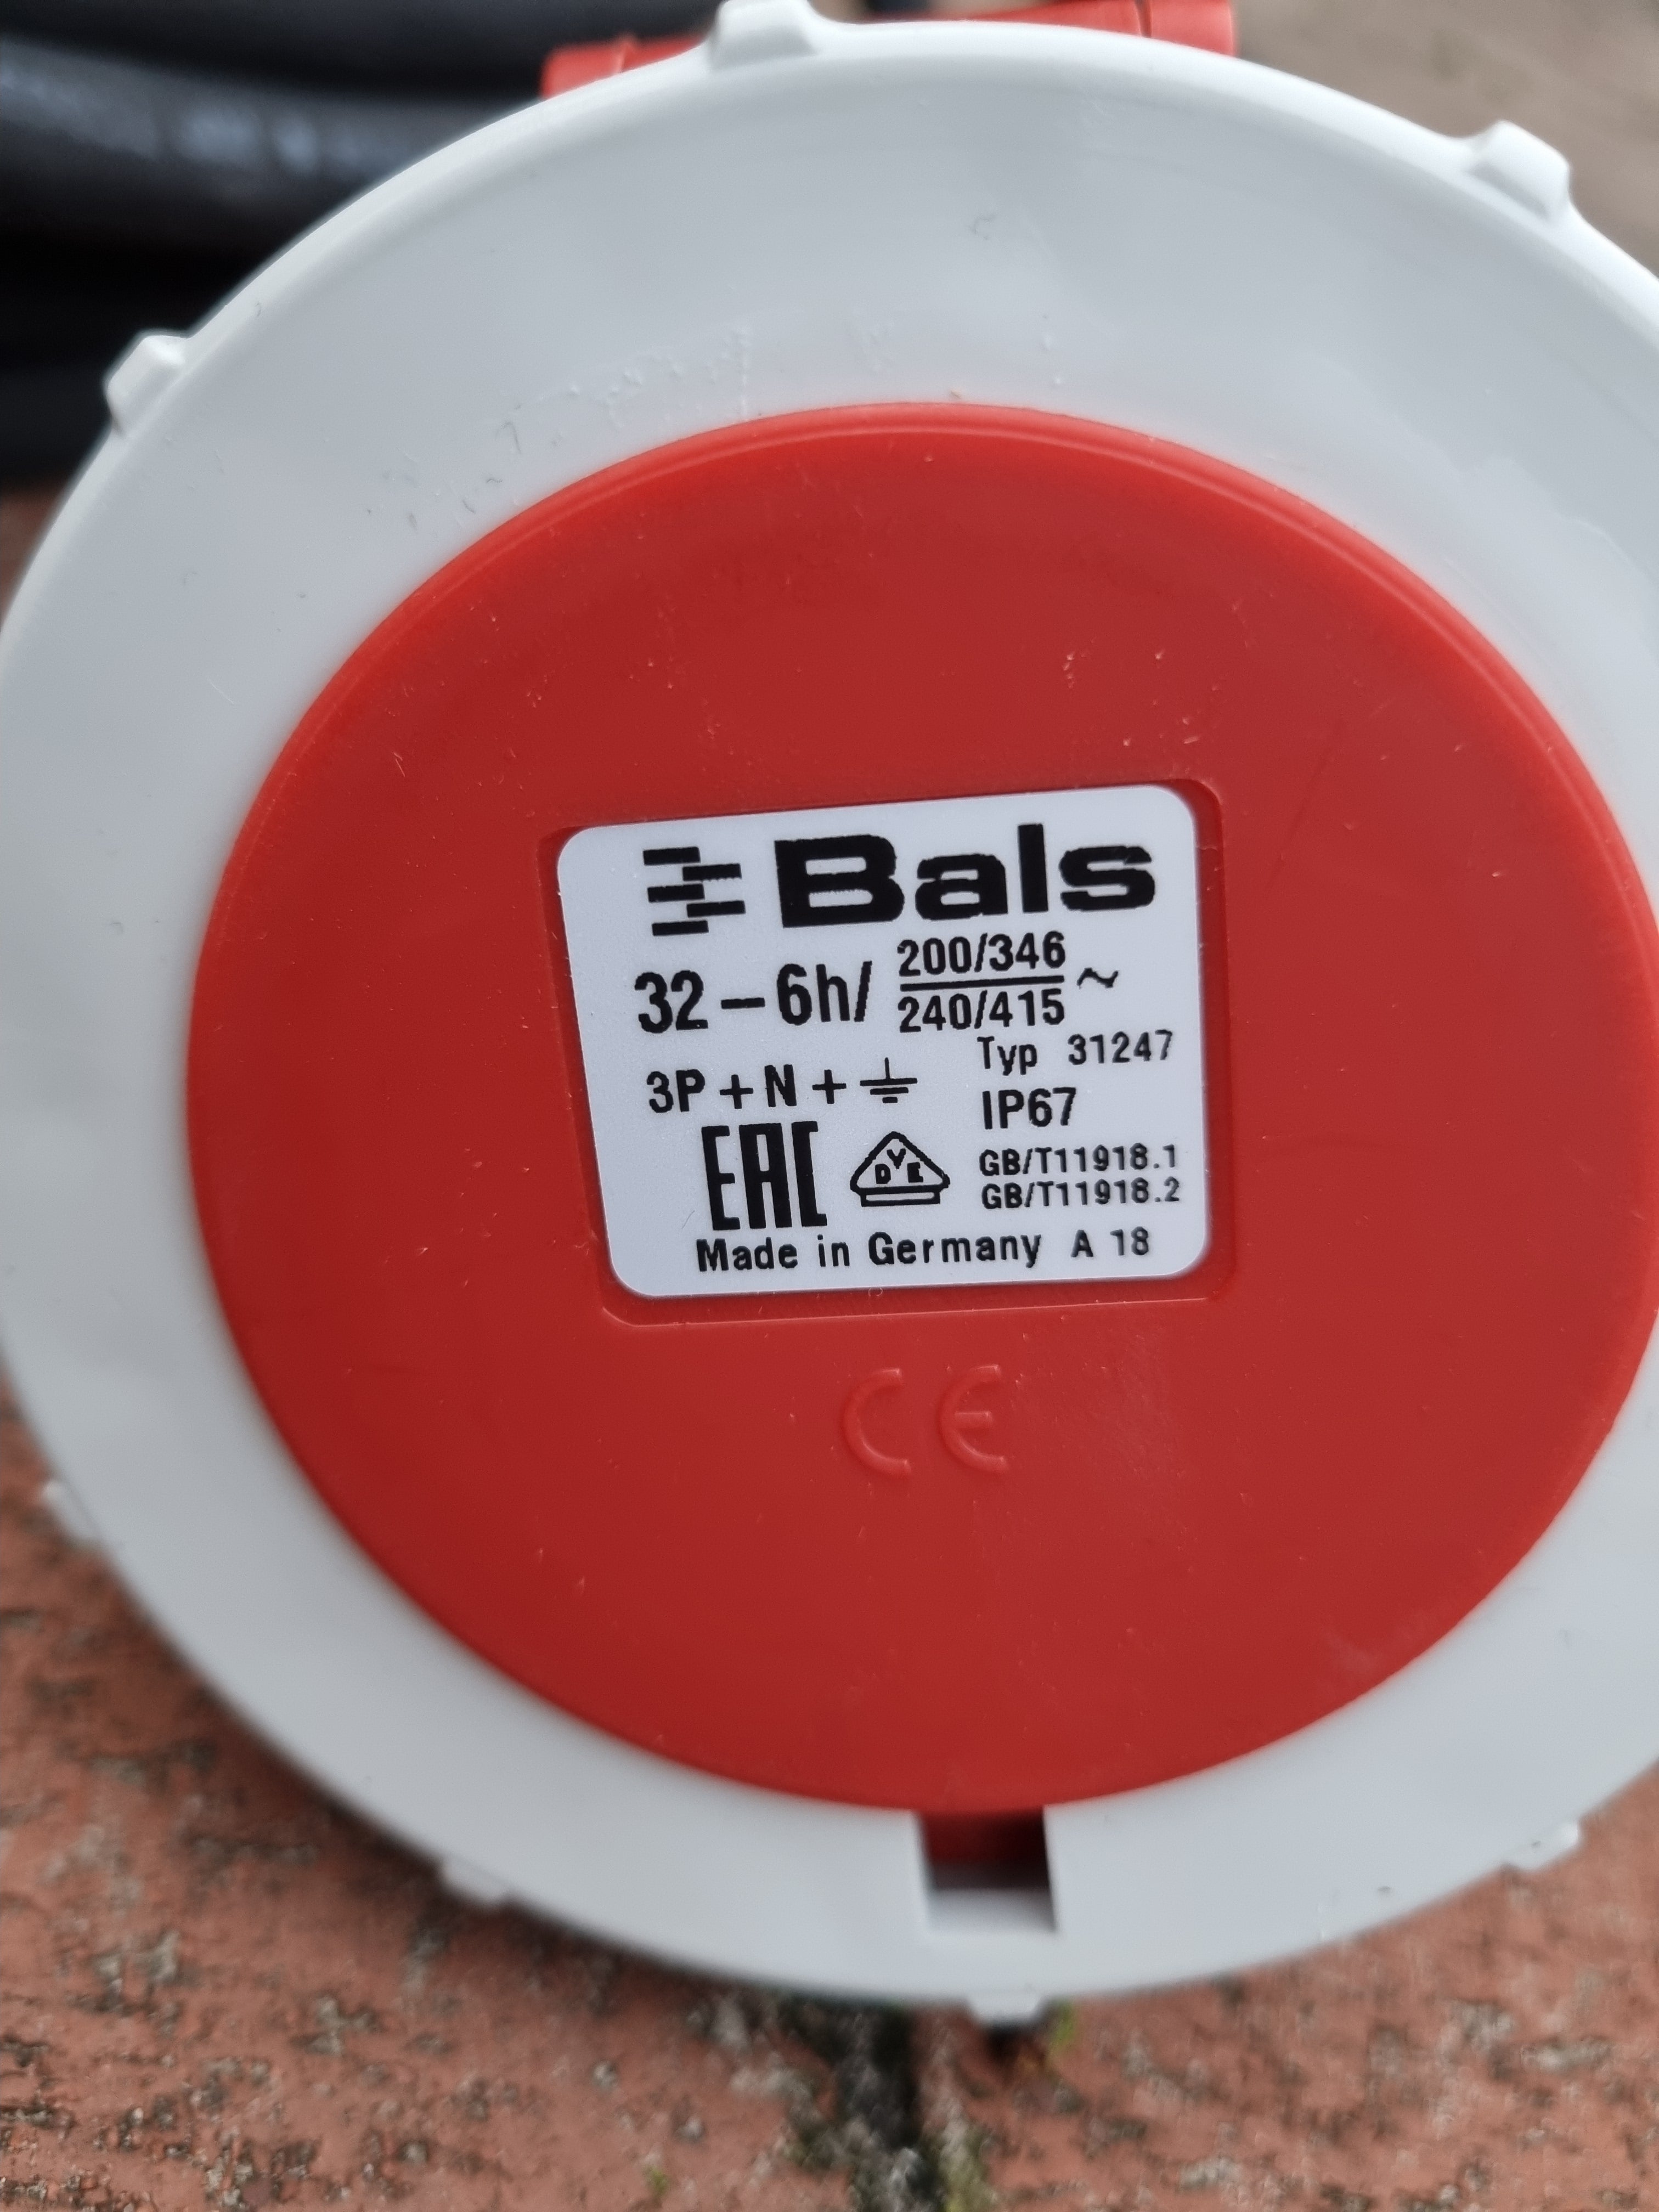 Bals
32 – 6h/ 200/346 ~
240/415
Typ 31247
3P + N + ⏚
IP67
EAC DVE GB/T11918.1
GB/T11918.2
Made in Germany A 18
CE